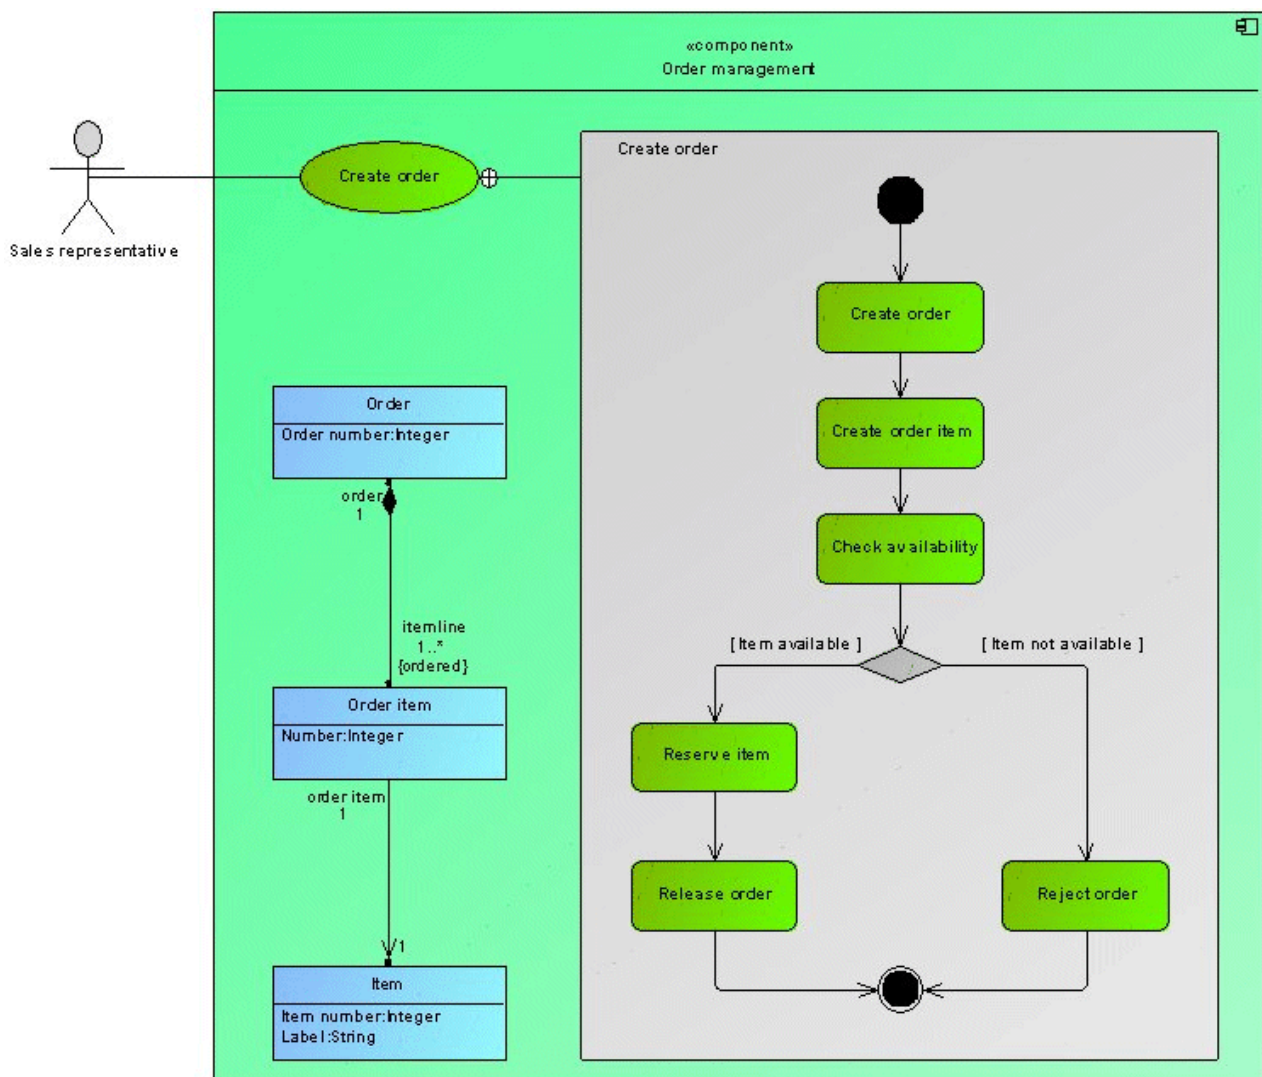 «component»
Order management
Create order
Sales representative
Create order
Create order
Create order item
Check availability
[ Item available ]
[ Item not available ]
Reserve item
Release order
Reject order
Order
Order number:Integer
order
1
itemline
1..*
{ordered}
Order item
Number:Integer
order item
1
1
Item
Item number:Integer
Label:String